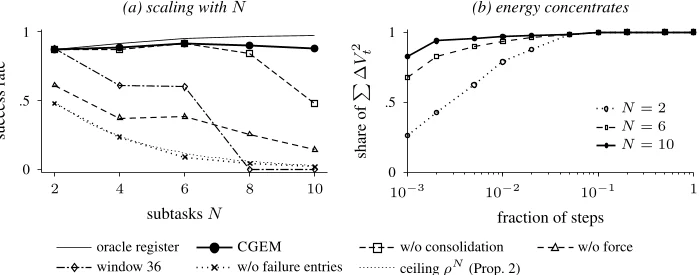 (a) scaling with N
(b) energy concentrates
success rate
1
.5
0
2 4 6 8 10
subtasks N
share of ∑ ΔV_t^2
1
.5
0
N = 2
N = 6
N = 10
10^−3 10^−2 10^−1 1
fraction of steps
oracle register CGEM w/o consolidation w/o force
window 36 w/o failure entries ceiling ρ^N (Prop. 2)